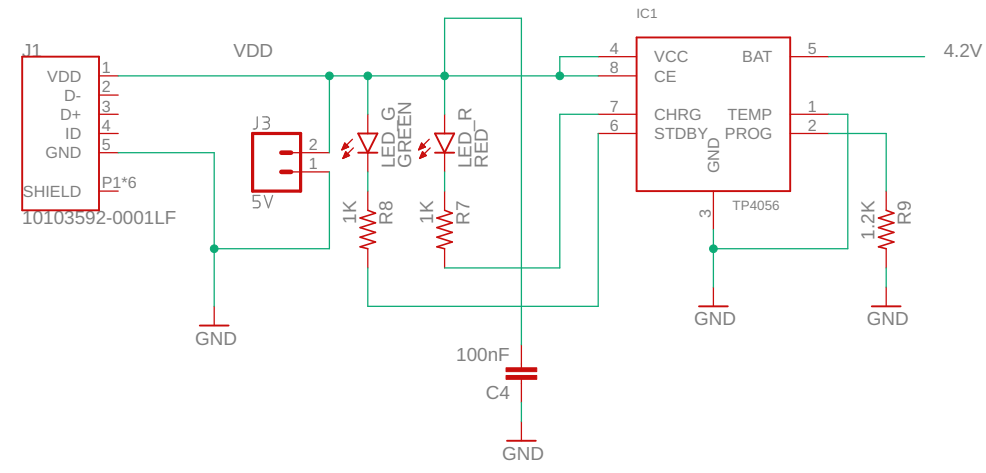 IC1
J1
VDD
4
VCC
BAT
5
4.2V
1
VDD
8
CE
2
D-
3
D+
7
CHRG
TEMP
1
4
ID
6
STDBY
PROG
2
5
GND
GND
J3
2
1
5V
LED_G
GREEN
LED_R
RED
SHIELD
P1*6
10103592-0001LF
1K
R8
1K
R7
3
TP4056
1.2K
R9
GND
GND
GND
100nF
C4
GND